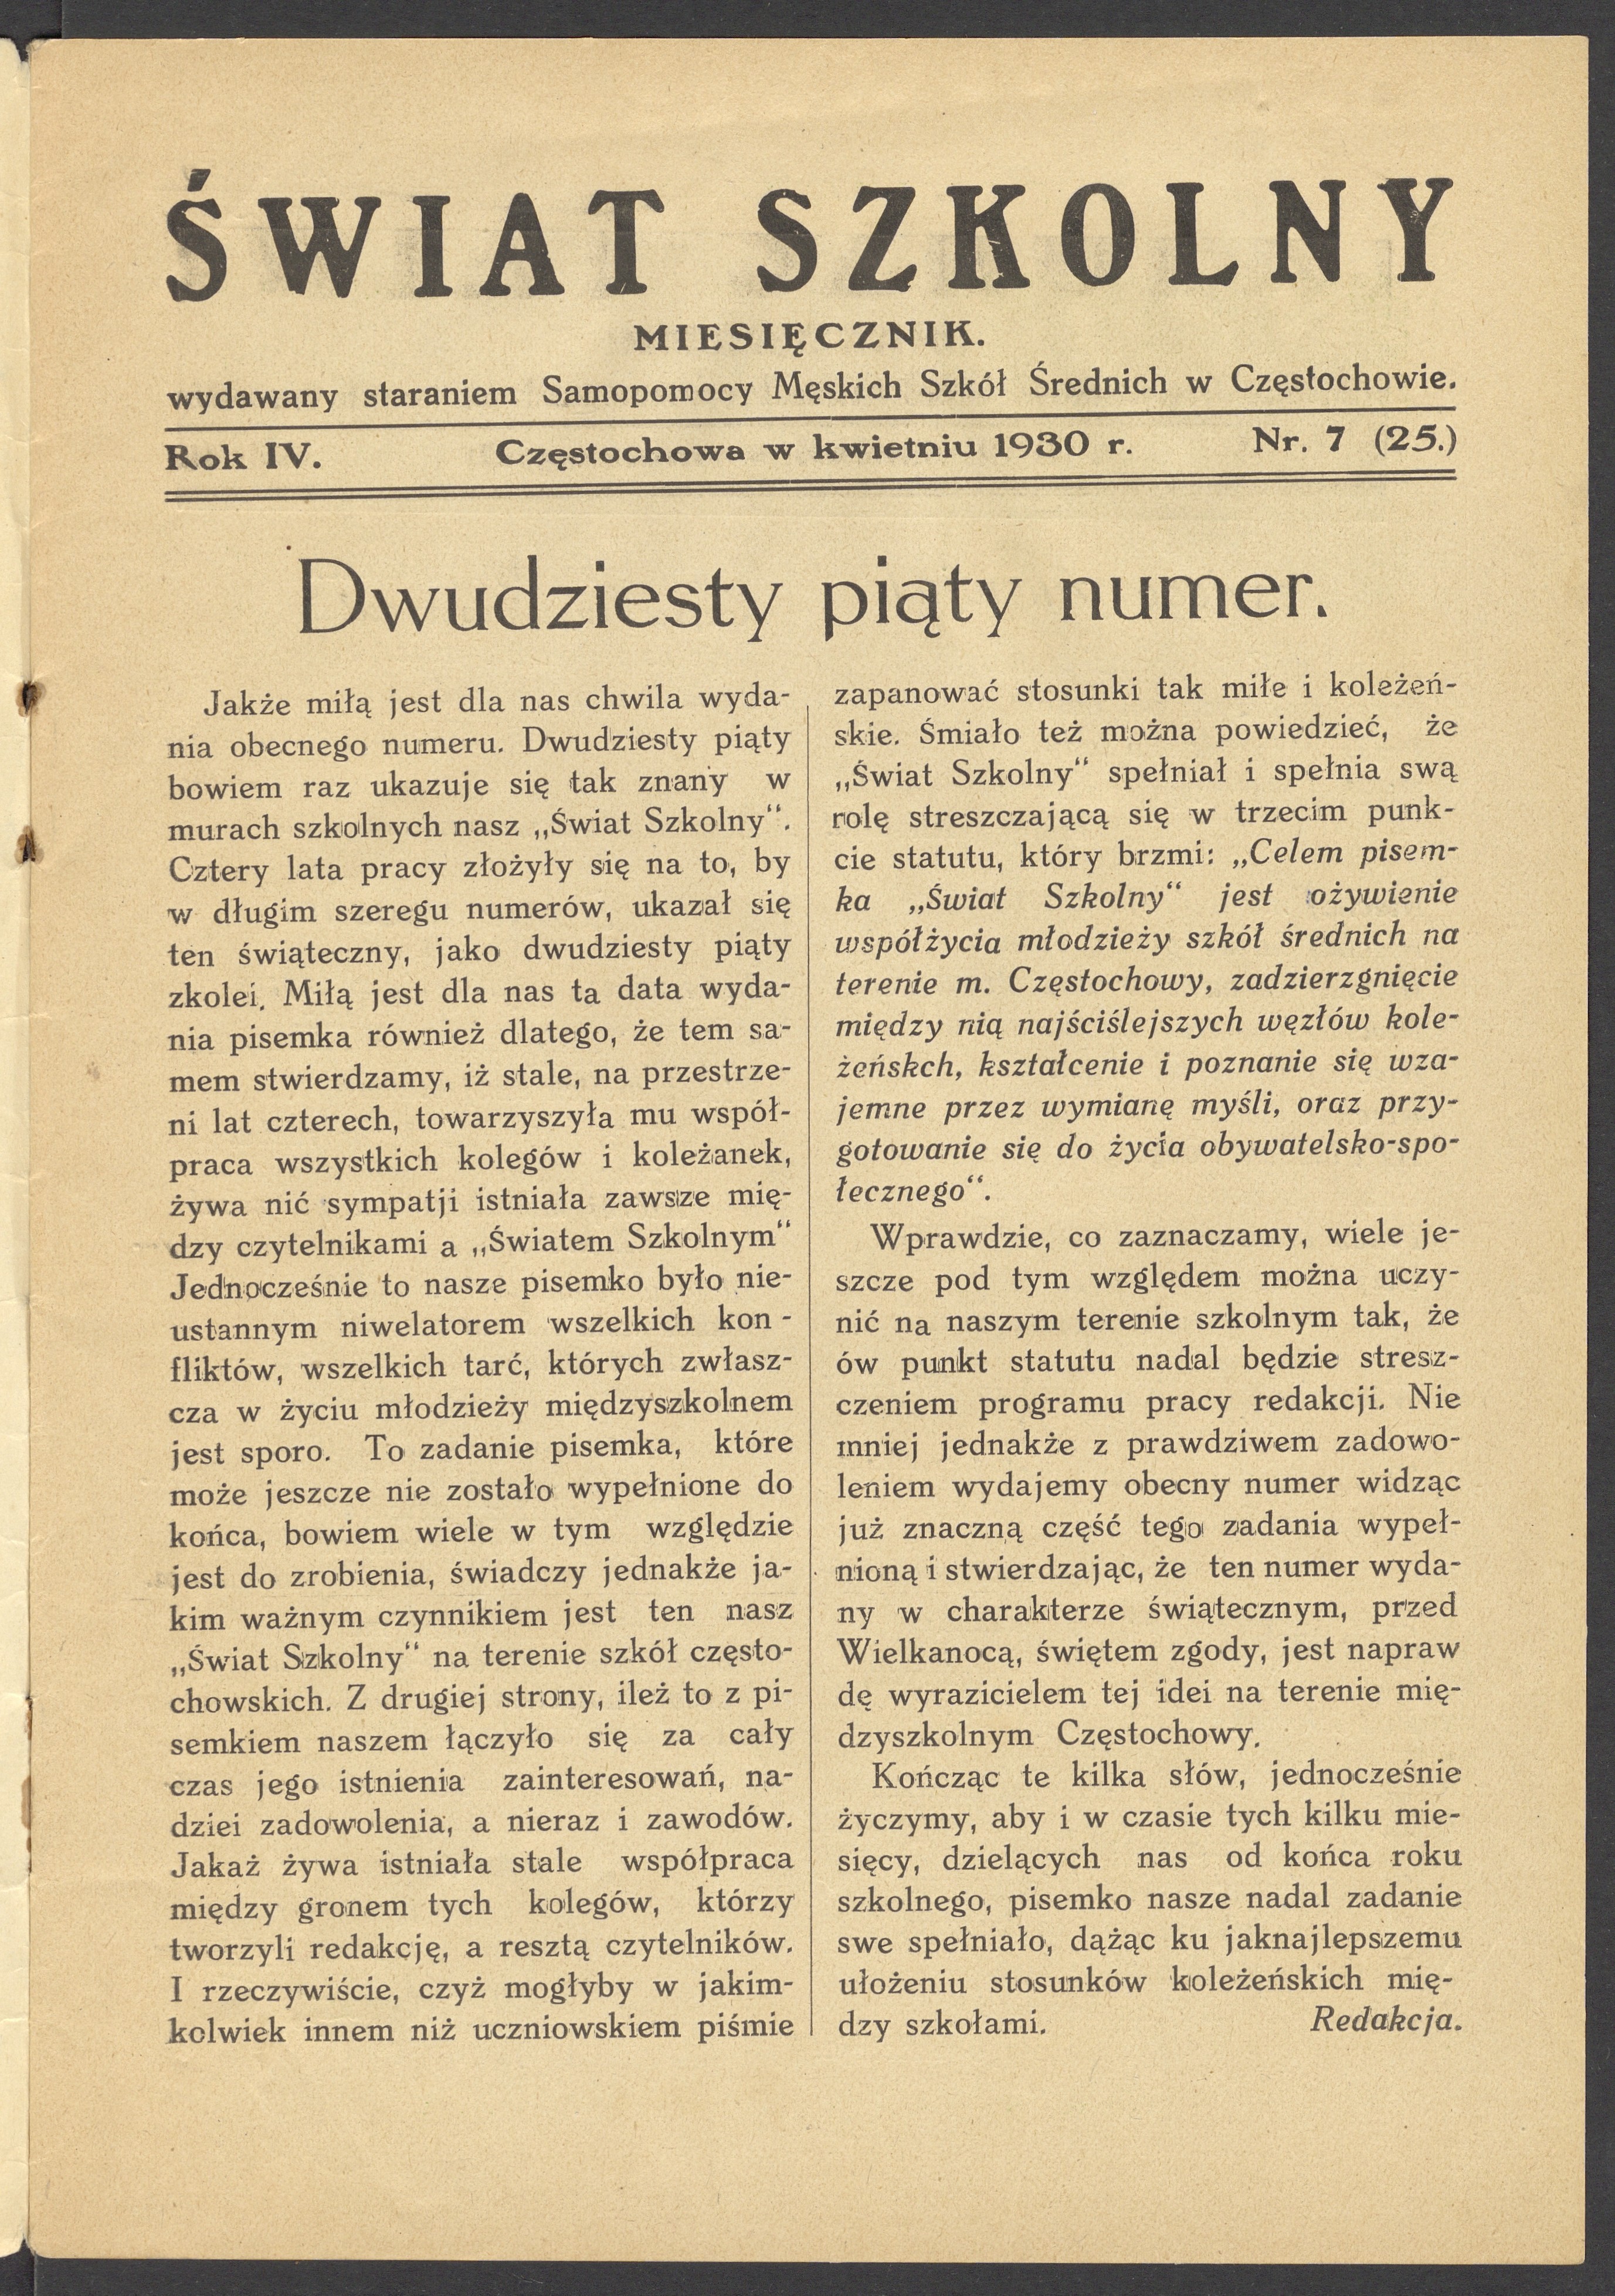 ŚWIAT SZKOLNY
MIESIĘCZNIK.
wydawany staraniem Samopomocy Męskich Szkół Średnich w Częstochowie.
Rok IV. Częstochowa w kwietniu 1930 r. Nr. 7 (25.)
Dwudziesty piąty numer.
Jakże miłą jest dla nas chwila wyda-
nia obecnego numeru. Dwudziesty piąty
bowiem raz ukazuje się tak znany w
murach szkolnych nasz „Świat Szkolny“.
Cztery lata pracy złożyły się na to, by
w długim szeregu numerów, ukazał się
ten świąteczny, jako dwudziesty piąty
zkolei. Miłą jest dla nas ta data wyda-
nia pisemka również dlatego, że tem sa-
mem stwierdzamy, iż stale, na przestrze-
ni lat czterech, towarzyszyła mu współ-
praca wszystkich kolegów i koleżanek,
żywa nić sympatji istniała zawsze mię-
dzy czytelnikami a „Światem Szkolnym“
Jednocześnie to nasze pisemko było nie-
ustannym niwelatorem wszelkich kon -
fliktów, wszelkich tarć, których zwłasz-
cza w życiu młodzieży międzyszkolnem
jest sporo. To zadanie pisemka, które
może jeszcze nie zostało wypełnione do
końca, bowiem wiele w tym względzie
jest do zrobienia, świadczy jednakże ja-
kim ważnym czynnikiem jest ten nasz
„Świat Szkolny“ na terenie szkół często-
chowskich. Z drugiej strony, ileż to z pi-
semkiem naszem łączyło się za cały
czas jego istnienia zainteresowań, na-
dziei zadowolenia, a nieraz i zawodów.
Jakaż żywa istniała stale współpraca
między gronem tych kolegów, którzy
tworzyli redakcję, a resztą czytelników.
I rzeczywiście, czyż mogłyby w jakim-
kolwiek innem niż uczniowskiem piśmie
zapanować stosunki tak miłe i koleżeń-
skie. Śmiało też można powiedzieć, że
„Świat Szkolny“ spełniał i spełnia swą
rolę streszczającą się w trzecim punk-
cie statutu, który brzmi: „Celem pisem-
ka „Świat Szkolny“ jest ożywienie
współżycia młodzieży szkół średnich na
terenie m. Częstochowy, zadzierzgnięcie
między nią najściślejszych węzłów kole-
żeńskch, kształcenie i poznanie się wza-
jemne przez wymianę myśli, oraz przy-
gotowanie się do życia obywatelsko-spo-
łecznego“.
Wprawdzie, co zaznaczamy, wiele je-
szcze pod tym względem można uczy-
nić na naszym terenie szkolnym tak, że
ów punkt statutu nadal będzie stresz-
czeniem programu pracy redakcji. Nie
mniej jednakże z prawdziwem zadowo-
leniem wydajemy obecny numer widząc
już znaczną część tego zadania wypeł-
nioną i stwierdzając, że ten numer wyda-
ny w charakterze świątecznym, przed
Wielkanocą, świętem zgody, jest napraw
dę wyrazicielem tej idei na terenie mię-
dzyszkolnym Częstochowy.
Kończąc te kilka słów, jednocześnie
życzymy, aby i w czasie tych kilku mie-
sięcy, dzielących nas od końca roku
szkolnego, pisemko nasze nadal zadanie
swe spełniało, dążąc ku jaknajlepszemu
ułożeniu stosunków koleżeńskich mię-
dzy szkołami. Redakcja.